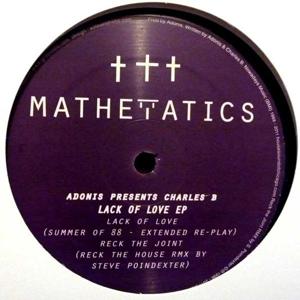 MATHEMATICS
ADONIS PRESENTS CHARLES B
LACK OF LOVE EP
LACK OF LOVE
(SUMMER OF 88 - EXTENDED RE-PLAY)
RECK THE JOINT
(RECK THE HOUSE RMX BY
STEVE POINDEXTER)